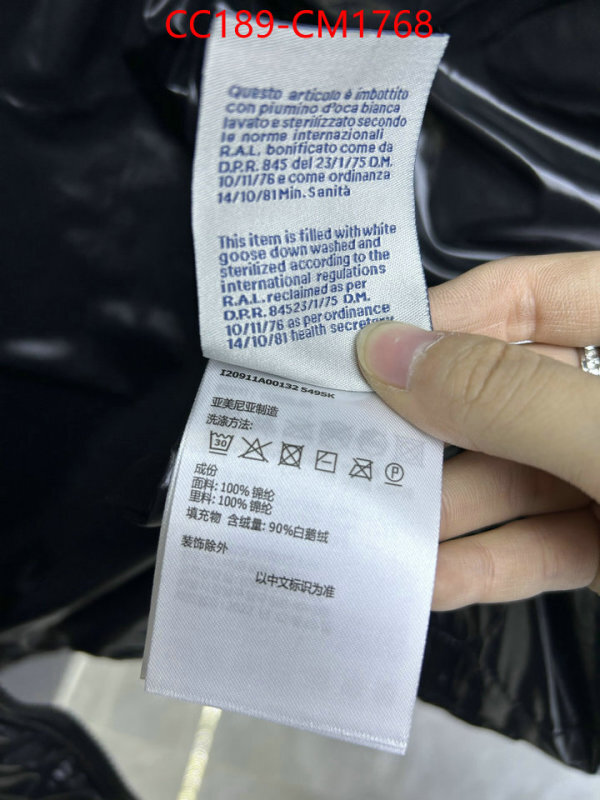 CC189-CM1768
Questo articolo è imbottito
con piumino d'oca bianca
lavato e sterilizzato secondo
le norme internazionali
R.A.L. bonificato come da
D.P.R. 845 del 23/1/75 D.M.
10/11/76 e come ordinanza
14/10/81 Min. Sanità
This item is filled with white
goose down washed and
sterilized according to the
international regulations
R.A.L. reclaimed as per
D.P.R. 84523/1/75 D.M.
10/11/76 as per ordinance
14/10/81 health secretary
I20911A00132 5495K
亚美尼亚制造
洗涤方法:
30 P
成份
面料: 100% 锦纶
里料: 100% 锦纶
填充物 含绒量: 90%白鹅绒
装饰除外
以中文标识为准